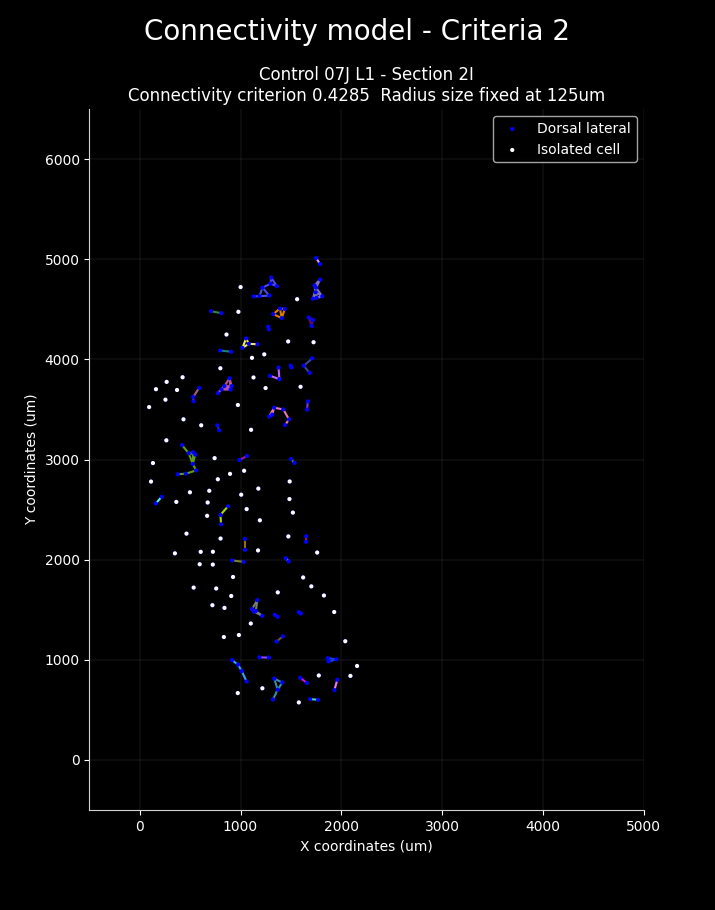 Connectivity model - Criteria 2
Control 07J L1 - Section 2I
Connectivity criterion 0.4285  Radius size fixed at 125um
Dorsal lateral
Isolated cell
6000
5000
4000
3000
2000
1000
0
Y coordinates (um)
0 1000 2000 3000 4000 5000
X coordinates (um)